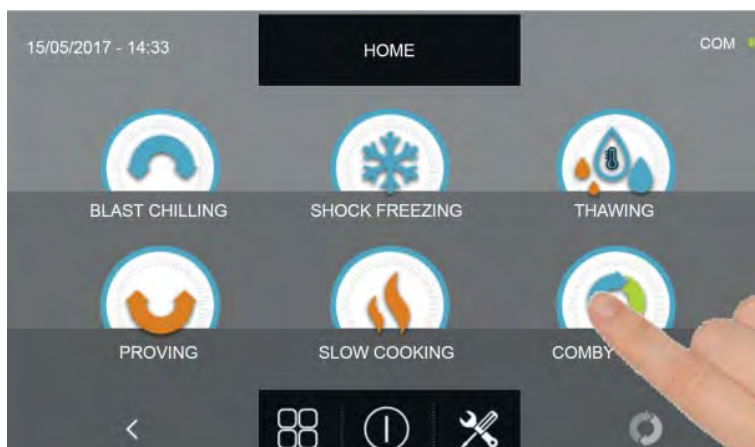 15/05/2017 - 14:33
HOME
COM
BLAST CHILLING
SHOCK FREEZING
THAWING
PROVING
SLOW COOKING
COMBY